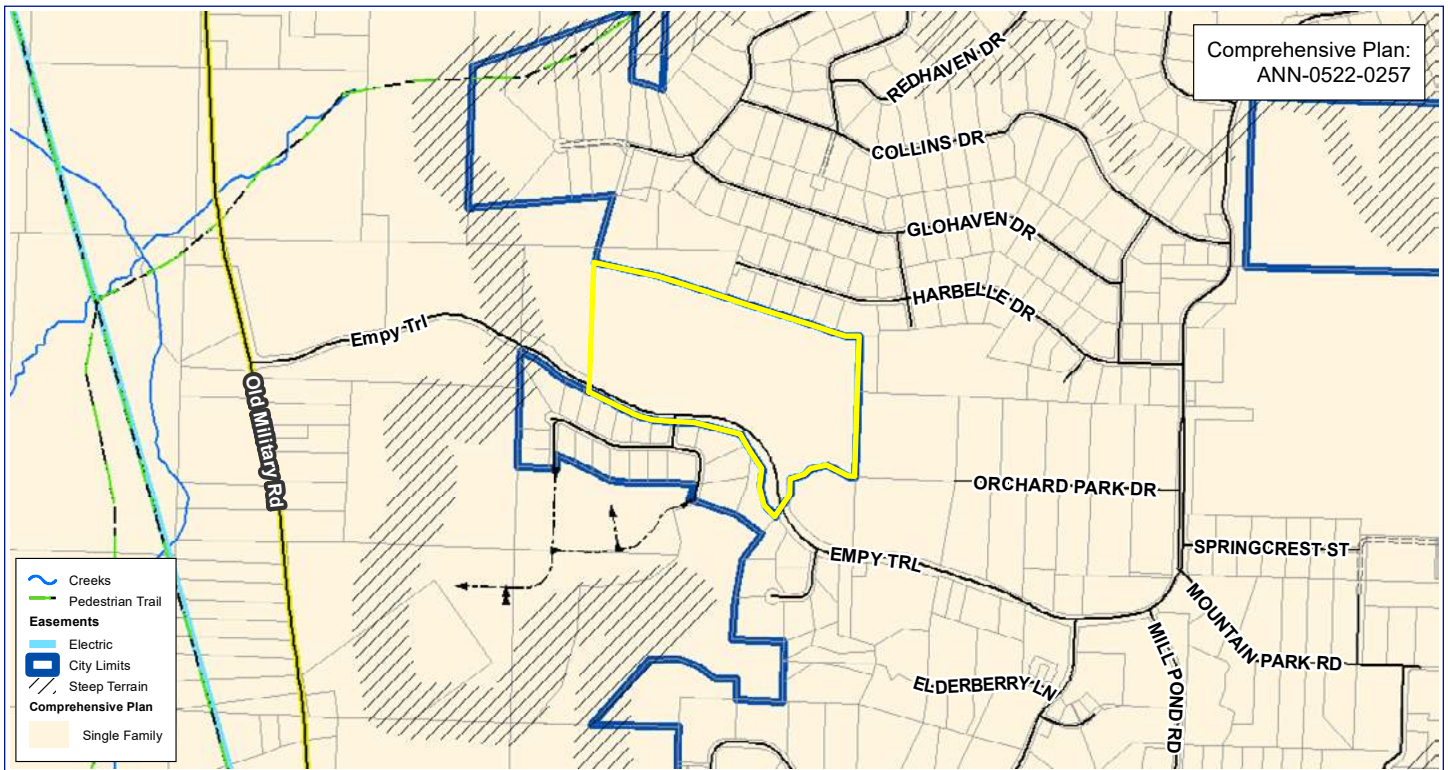 Comprehensive Plan:
ANN-0522-0257
REDHAVEN DR
COLLINS DR
GLOHAVEN DR
HARBELLE DR
Empy Trl
Old Military Rd
ORCHARD PARK DR
SPRINGCREST ST
EMPY TRL
MOUNTAIN PARK RD
MILL POND RD
ELDERBERRY LN
Creeks
Pedestrian Trail
Easements
Electric
City Limits
Steep Terrain
Comprehensive Plan
Single Family